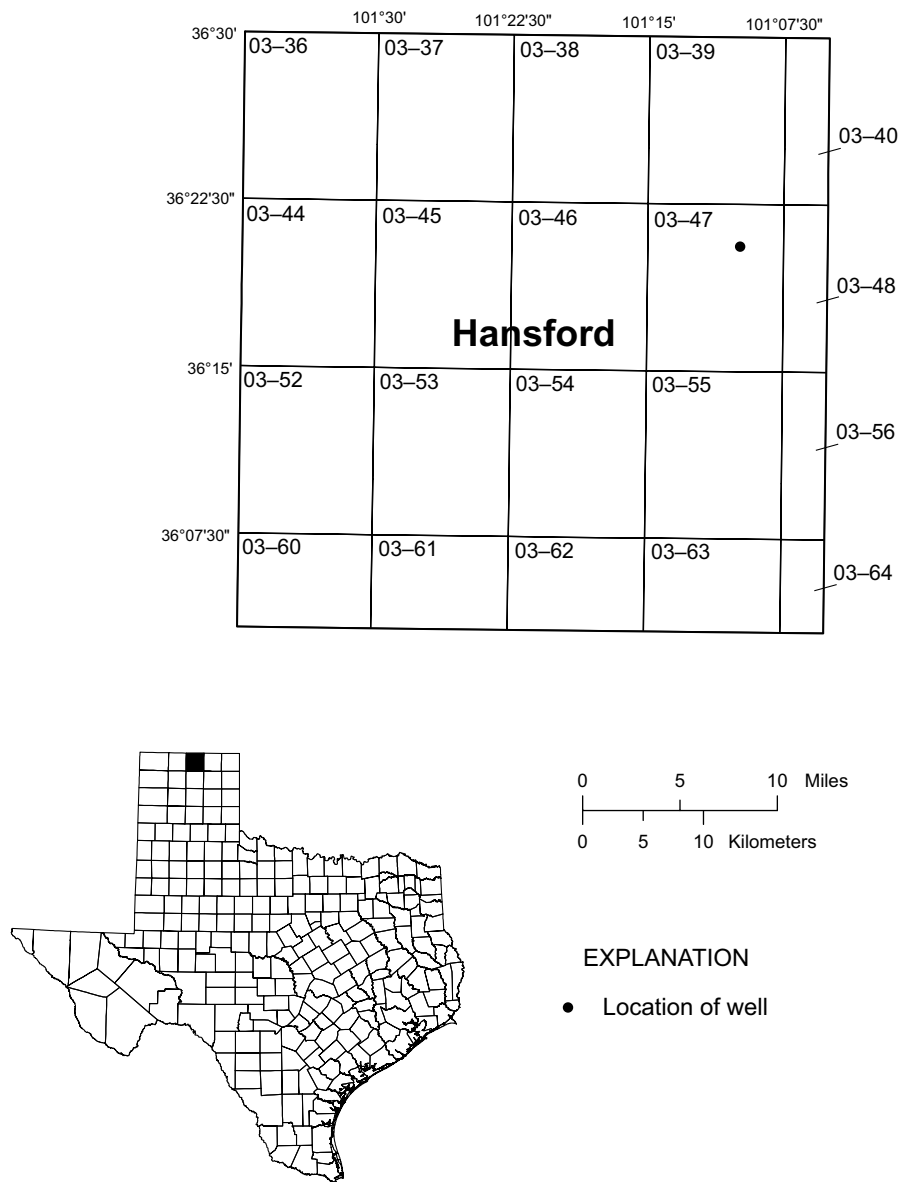 101°30' 101°22'30" 101°15' 101°07'30"
36°30'
03–36 03–37 03–38 03–39
03–40
36°22'30"
03–44 03–45 03–46 03–47
03–48
Hansford
36°15'
03–52 03–53 03–54 03–55
03–56
36°07'30"
03–60 03–61 03–62 03–63
03–64
0 5 10 Miles
0 5 10 Kilometers
EXPLANATION
Location of well